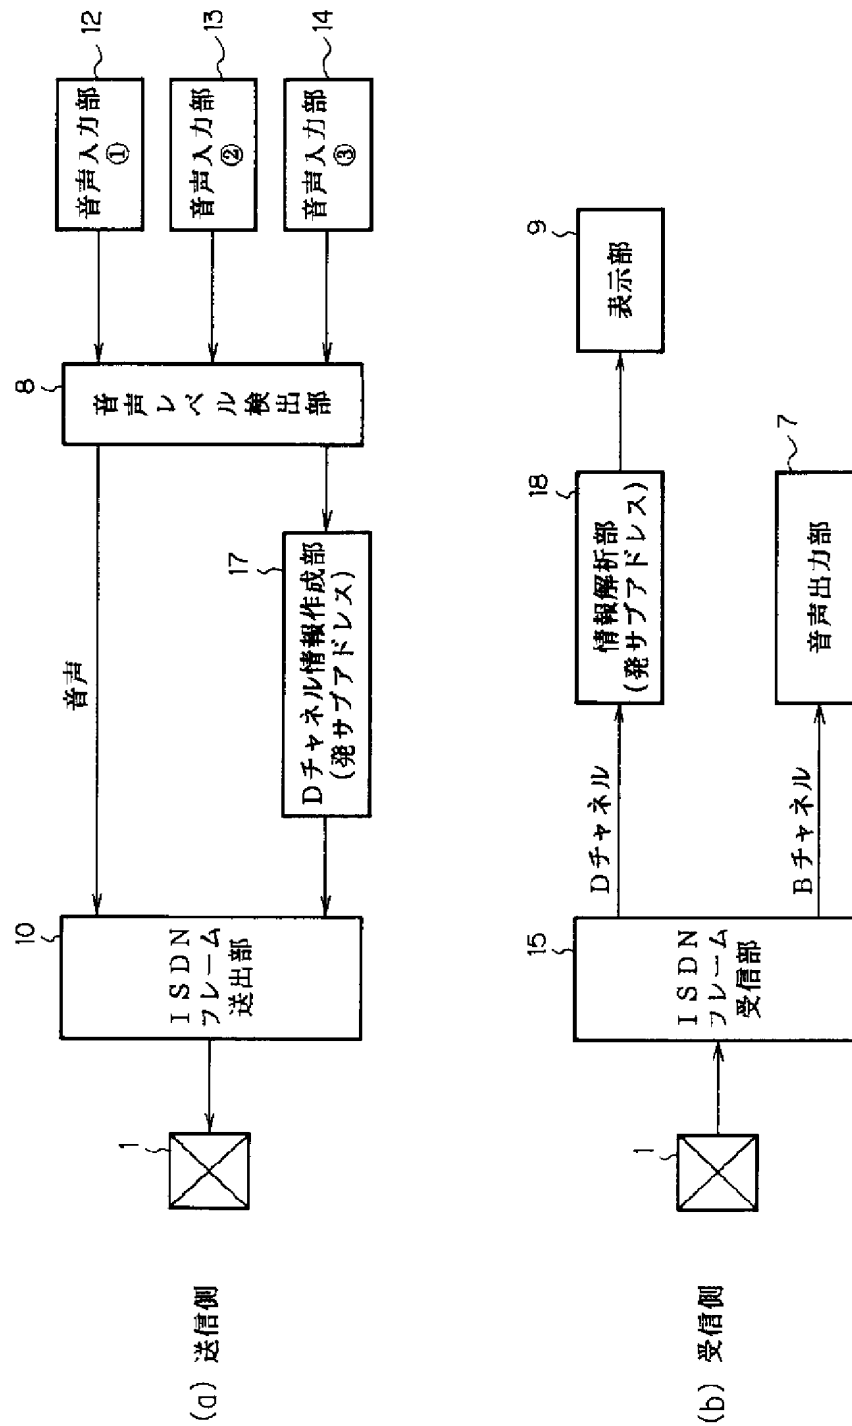 (a) 送信側
1
10
ISDN
フレーム
送出部
音声
17
Dチャネル情報作成部
(発サブアドレス)
8
音声レベル検出部
12
音声入力部
①
13
音声入力部
②
14
音声入力部
③
(b) 受信側
1
15
ISDN
フレーム
受信部
Dチャネル
Bチャネル
18
情報解析部
(発サブアドレス)
9
表示部
7
音声出力部